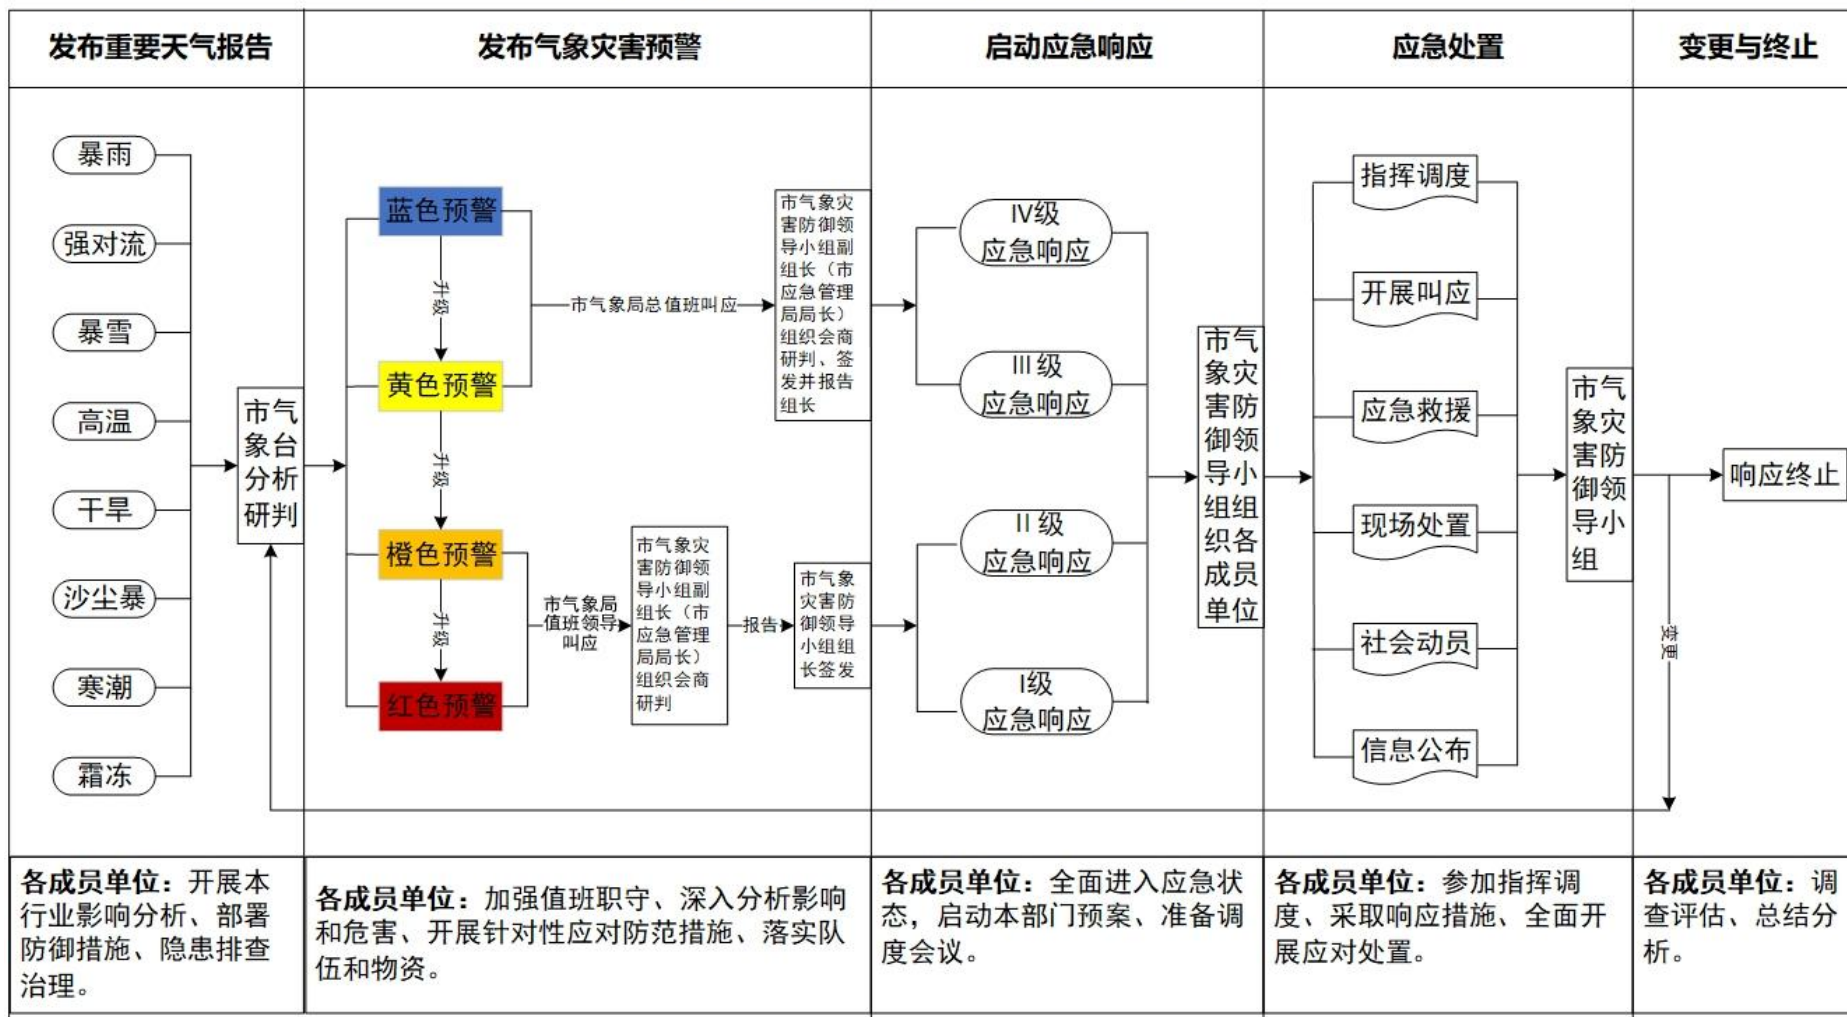 发布重要天气报告
发布气象灾害预警
启动应急响应
应急处置
变更与终止
暴雨
强对流
暴雪
高温
干旱
沙尘暴
寒潮
霜冻
市气
象台
分析
研判
蓝色预警
升级
黄色预警
升级
橙色预警
升级
红色预警
市气象局总值班叫应
市气象灾
害防御领
导小组副
组长（市
应急管理
局局长）
组织会商
研判、签
发并报告
组长
市气象局
值班领导
叫应
市气象灾
害防御领
导小组副
组长（市
应急管理
局局长）
组织会商
研判
报告
市气象
灾害防
御领导
小组组
长签发
IV级
应急响应
III级
应急响应
II级
应急响应
I级
应急响应
市气
象灾
害防
御领
导小
组组
织各
成员
单位
指挥调度
开展叫应
应急救援
现场处置
社会动员
信息公布
市气
象灾
害防
御领
导小
组
响应终止
变更
各成员单位：开展本
行业影响分析、部署
防御措施、隐患排查
治理。
各成员单位：加强值班职守、深入分析影响
和危害、开展针对性应对防范措施、落实队
伍和物资。
各成员单位：全面进入应急状
态，启动本部门预案、准备调
度会议。
各成员单位：参加指挥调
度、采取响应措施、全面开
展应对处置。
各成员单位：调
查评估、总结分
析。